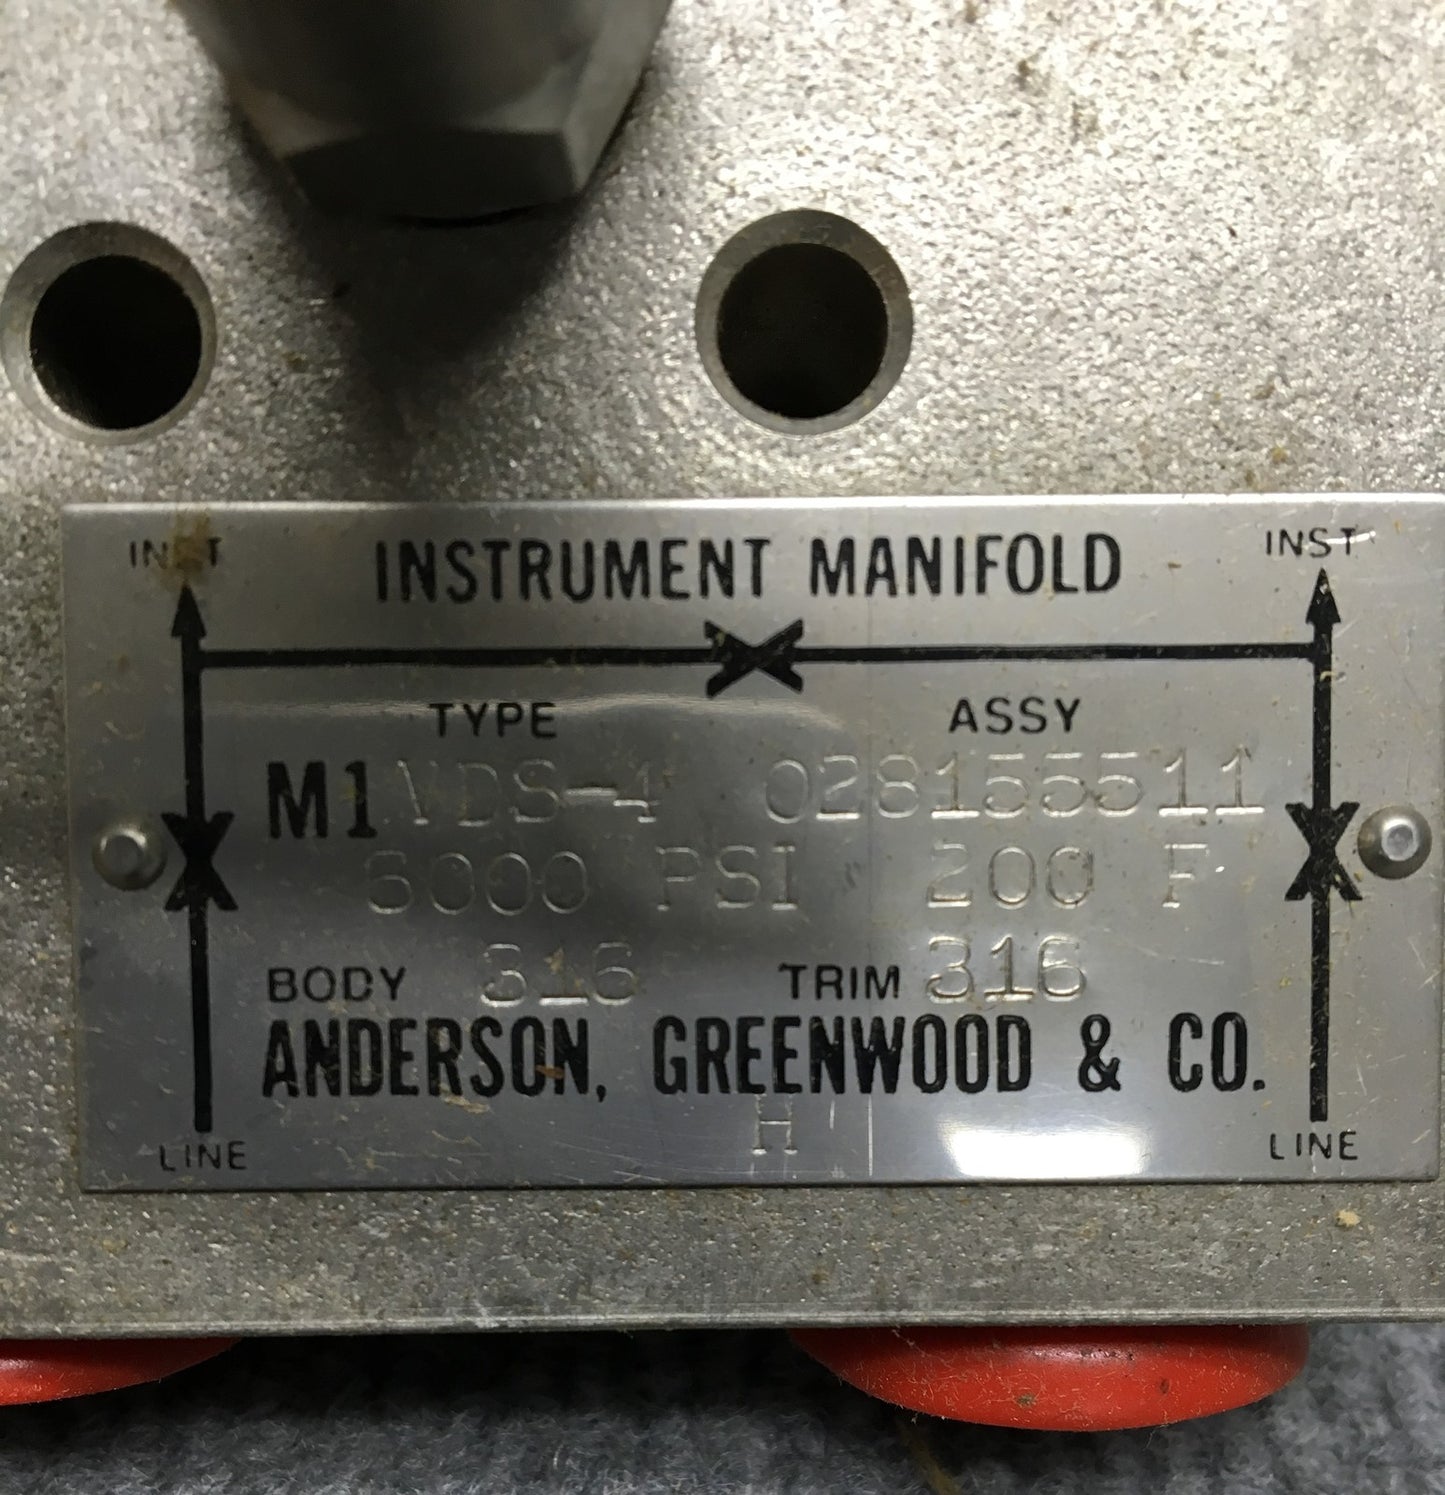 INST INSTRUMENT MANIFOLD INST
TYPE ASSY
M1VDS-4 028155511
6000 PSI 200 F
BODY 316 TRIM 316
ANDERSON, GREENWOOD & CO.
H
LINE LINE